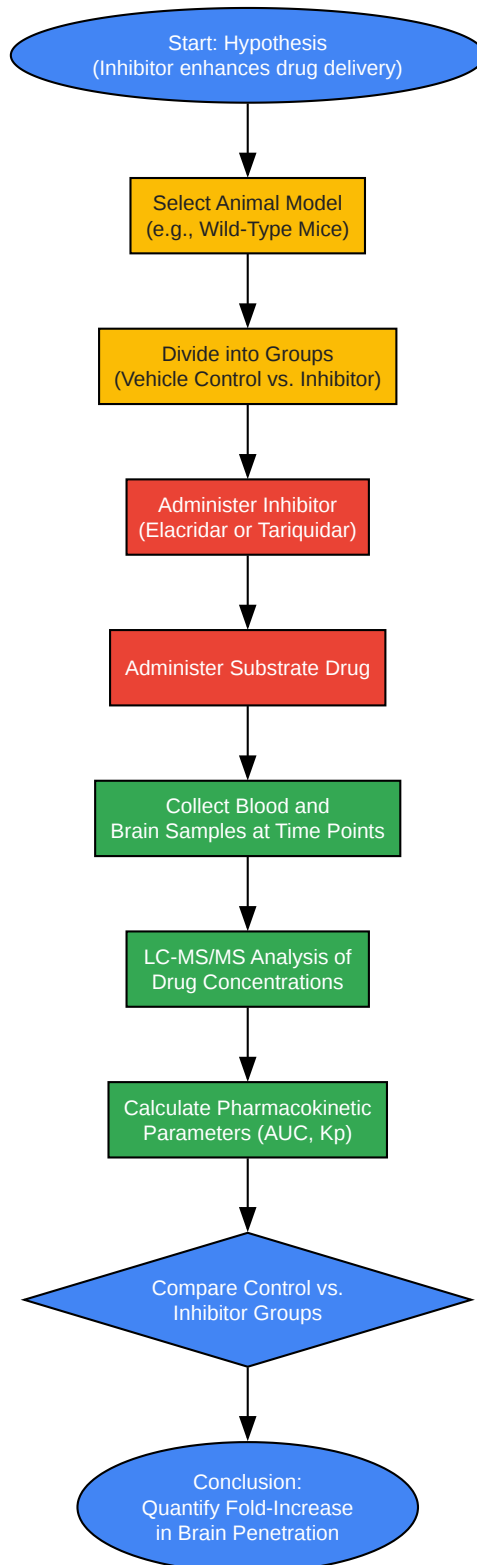 Start: Hypothesis
(Inhibitor enhances drug delivery)
Select Animal Model
(e.g., Wild-Type Mice)
Divide into Groups
(Vehicle Control vs. Inhibitor)
Administer Inhibitor
(Elacridar or Tariquidar)
Administer Substrate Drug
Collect Blood and
Brain Samples at Time Points
LC-MS/MS Analysis of
Drug Concentrations
Calculate Pharmacokinetic
Parameters (AUC, Kp)
Compare Control vs.
Inhibitor Groups
Conclusion:
Quantify Fold-Increase
in Brain Penetration